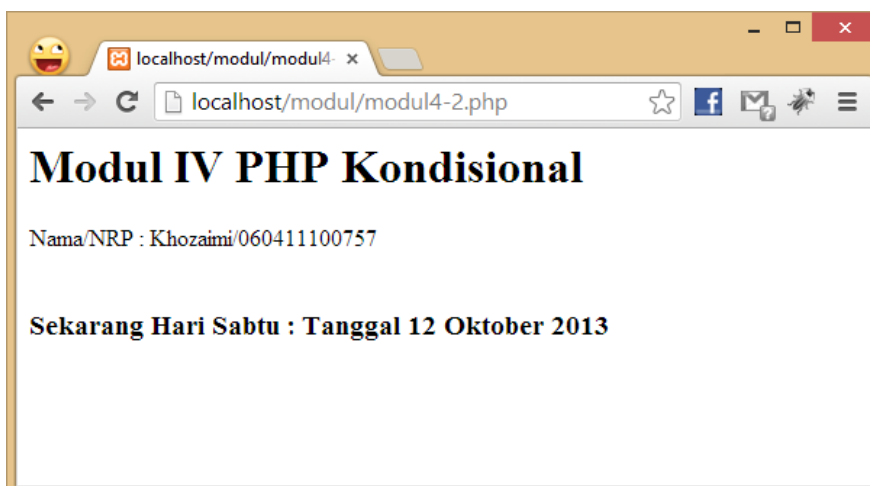 localhost/modul/modul4-
localhost/modul/modul4-2.php
Modul IV PHP Kondisional
Nama/NRP : Khozaimi/060411100757
Sekarang Hari Sabtu : Tanggal 12 Oktober 2013